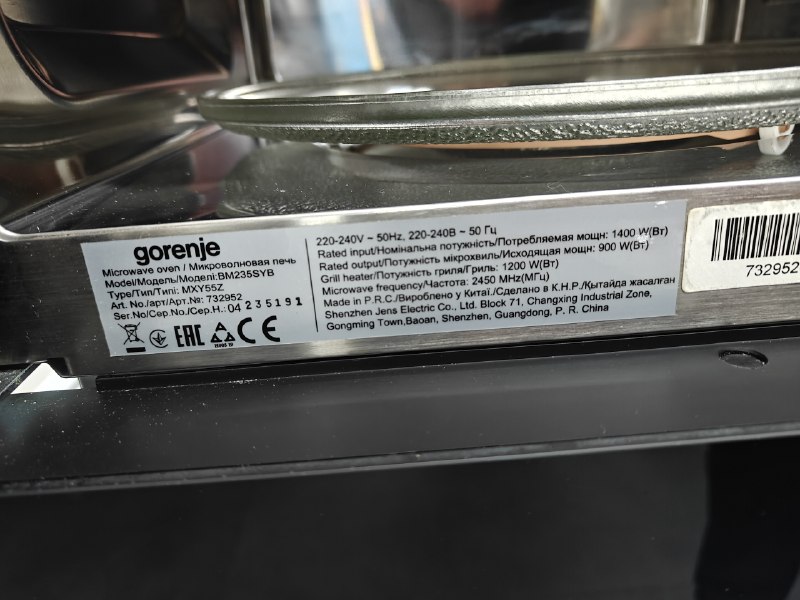 gorenje
Microwave oven / Микроволновая печь
Model/Модель/Моделі:BM235SYB
Type/Тип/Типі: MXY55Z
Art. No./арт/Арт.№: 732952
Ser.No/Сер.No./Сер.Н.: 04 235191
EAC CE
220-240V ~ 50Hz, 220-240В ~ 50 Гц
Rated input/Номінальна потужність/Потребляемая мощн: 1400 W(Вт)
Rated output/Потужність мікрохвиль/Исходящая мощн: 900 W(Вт)
Grill heater/Потужність гриля/Гриль: 1200 W(Вт)
Microwave frequency/Частота: 2450 MHz(МГц)
Made in P.R.C./Вироблено у Китаї./Сделано в К.Н.Р./Қытайда жасалған
Shenzhen Jens Electric Co., Ltd. Block 71, Changxing Industrial Zone,
Gongming Town,Baoan, Shenzhen, Guangdong, P. R. China
732952